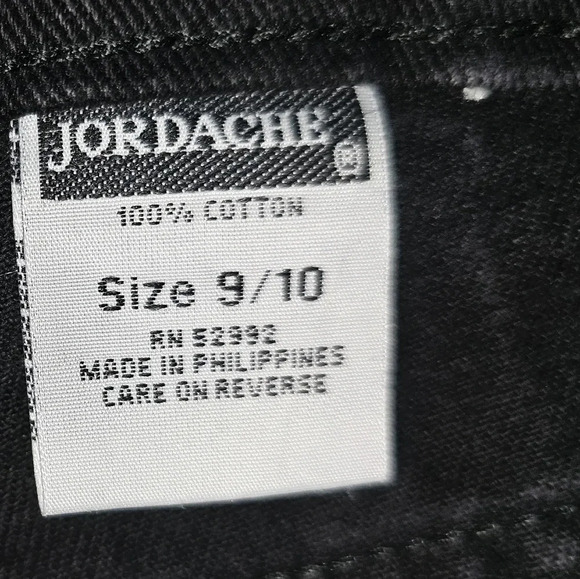 JORDACHE ®
100% COTTON
Size 9/10
RN 52992
MADE IN PHILIPPINES
CARE ON REVERSE